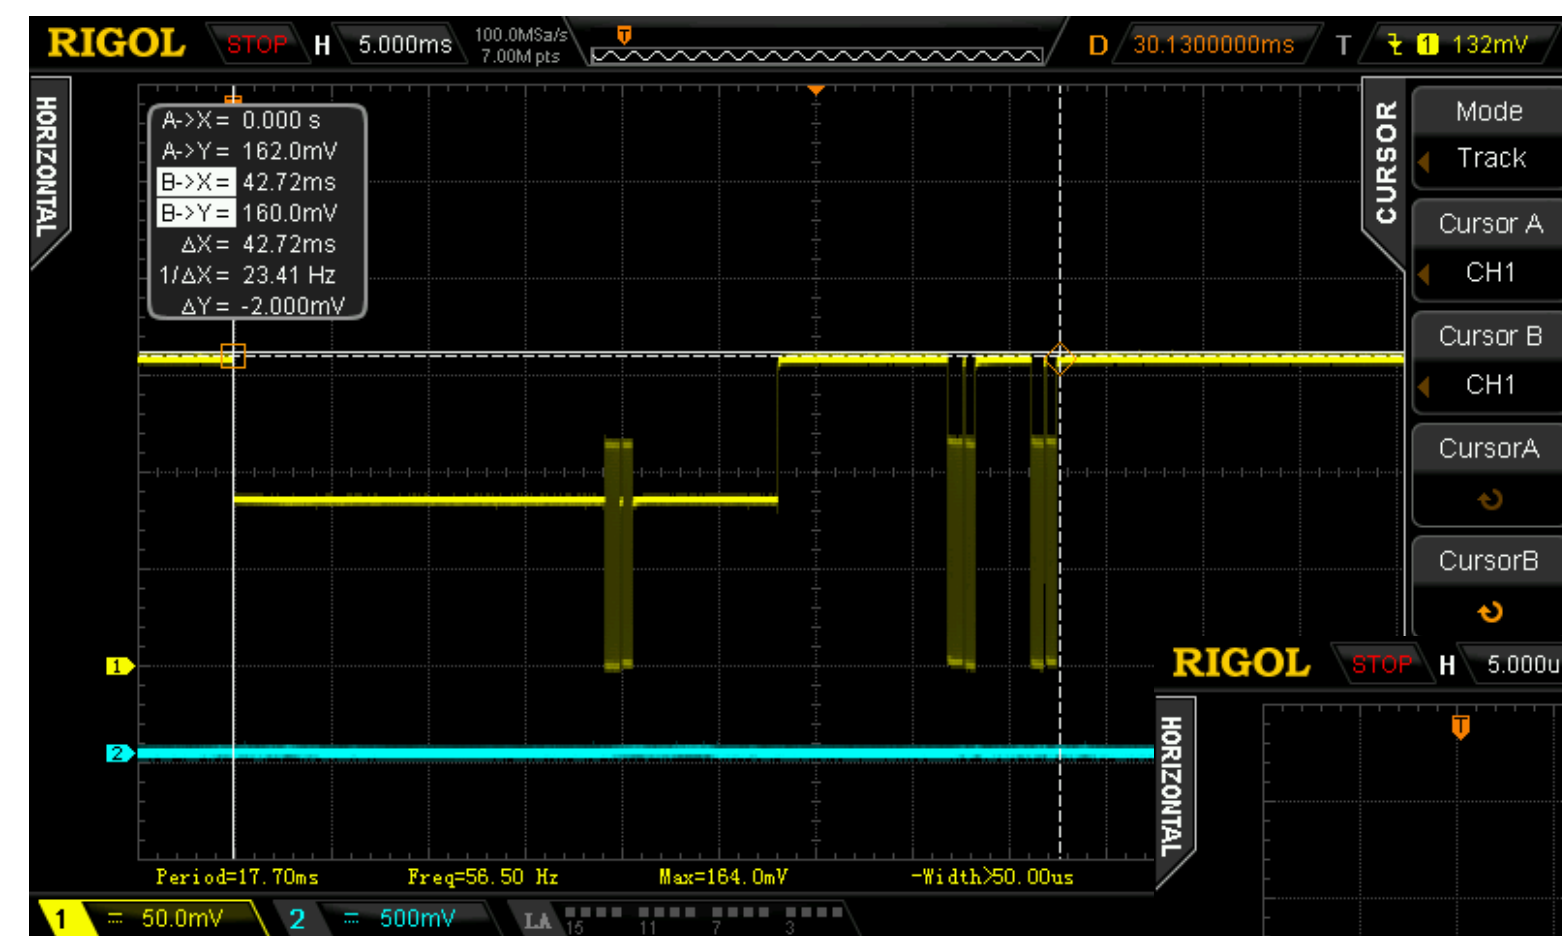 RIGOL STOP H 5.000ms 100.0MSa/s 7.00M pts T D 30.1300000ms T 1 132mV
HORIZONTAL
A->X= 0.000 s
A->Y= 162.0mV
B->X= 42.72ms
B->Y= 160.0mV
△X= 42.72ms
1/△X= 23.41 Hz
△Y= -2.000mV
CURSOR
Mode
Track
Cursor A
CH1
Cursor B
CH1
CursorA
CursorB
1
2
RIGOL STOP H 5.000u
HORIZONTAL
T
Period=17.70ms Freq=56.50 Hz Max=164.0mV -Width>50.00us
1 = 50.0mV 2 = 500mV LA 15 11 7 3